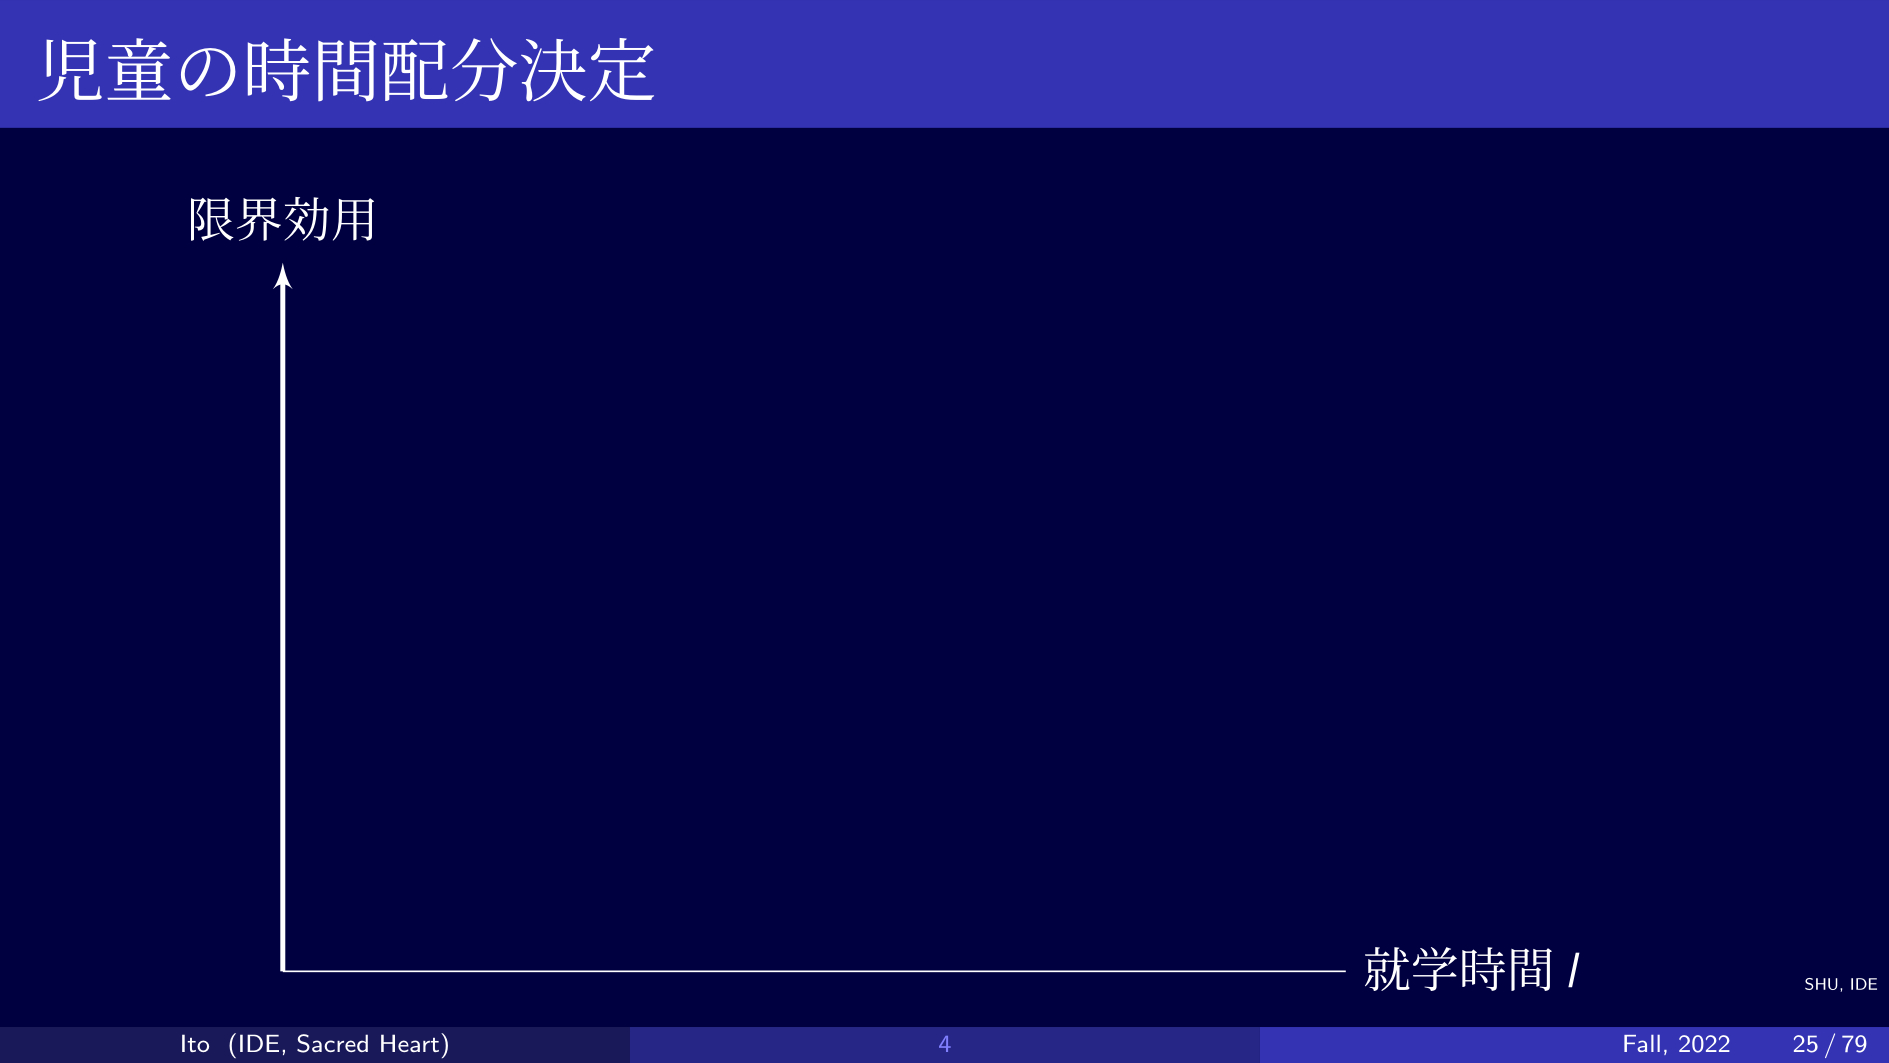 児童の時間配分決定
限界効用
就学時間 l
SHU, IDE
Ito (IDE, Sacred Heart) 4 Fall, 2022 25 / 79